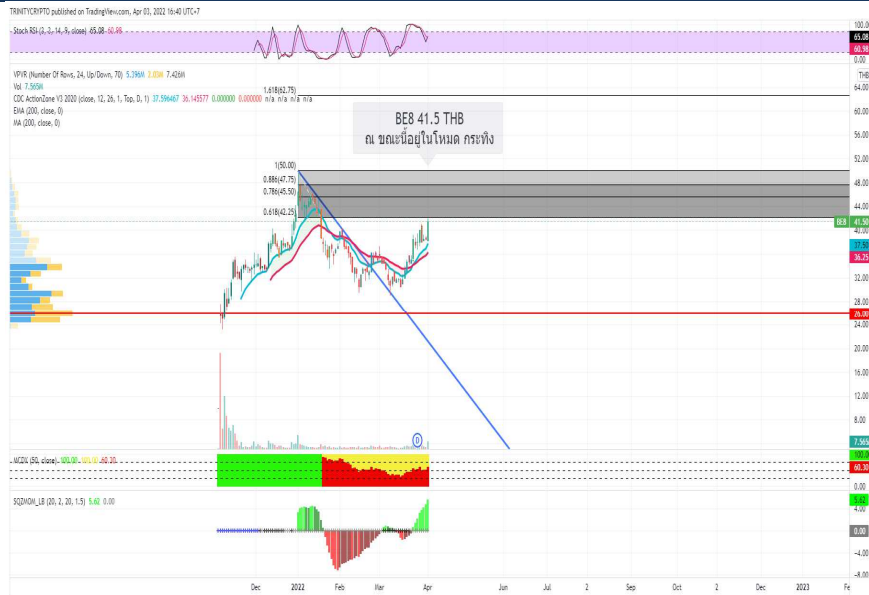 TRINITYCRYPTO published on TradingView.com, Apr 03, 2022 16:40 UTC+7
Stoch RSI (3, 3, 14, 9, close) 65.08 60.98
100.0
65.08
60.98
0.00
VPVR (Number Of Rows, 24, Up/Down, 70) 5.396M 2.03M 7.426M
Vol 7.565M
CDC ActionZone V3 2020 (close, 12, 26, 1, Top, D, 1) 37.596467 36.145577 0.000000 0.000000 n/a n/a n/a n/a
EMA (200, close, 0)
MA (200, close, 0)
THB
1.618(62.75)
64.00
60.00
56.00
52.00
48.00
44.00
BE8 41.5 THB
ณ ขณะนี้อยู่ในโหมด กระทิง
1(50.00)
0.886(47.75)
0.786(45.50)
0.618(42.25)
BE8 41.50
40.00
37.50
36.25
32.00
28.00
26.00
24.00
20.00
16.00
12.00
8.00
D
7.565
MCDX (50, close) 100.00 100.00 60.30
100.0
60.30
0.00
SQZMOM_LB (20, 2, 20, 1.5) 5.62 0.00
5.62
4.00
0.00
−4.00
−8.00
Dec 2022 Feb Mar Apr Jun Jul 2 Sep Oct 2 Dec 2023 Fe